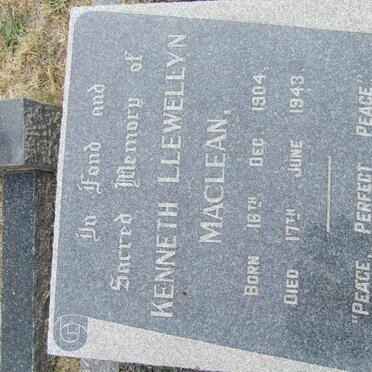 In Fond and
Sacred Memory of
KENNETH LLEWELLYN
MACLEAN,
BORN 16TH DEC 1904,
DIED 17TH JUNE 1948
"PEACE, PERFECT PEACE"